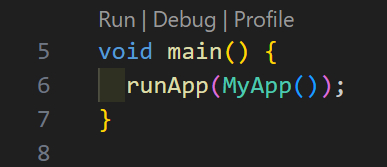 Run | Debug | Profile
5 void main() {
6 runApp(MyApp());
7 }
8